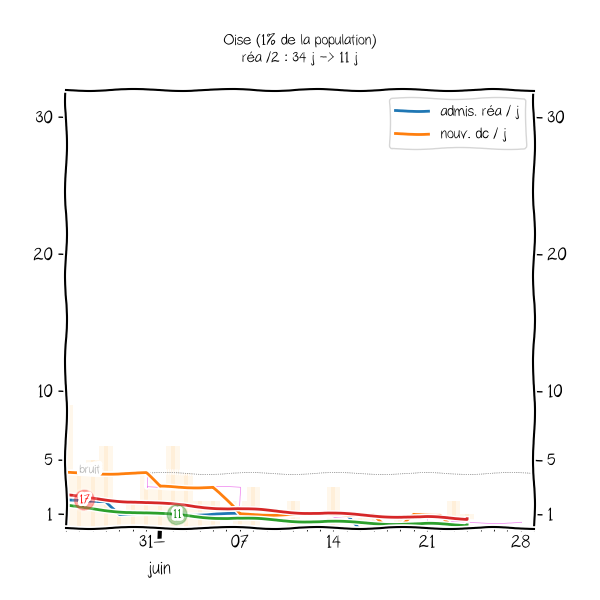 Oise (1% de la population)
réa /2 : 34 j -> 11 j
admis. réa / j
nouv. dc / j
30
30
20
20
10
10
5
5
bruit
17
11
1
1
31
07
14
21
28
juin